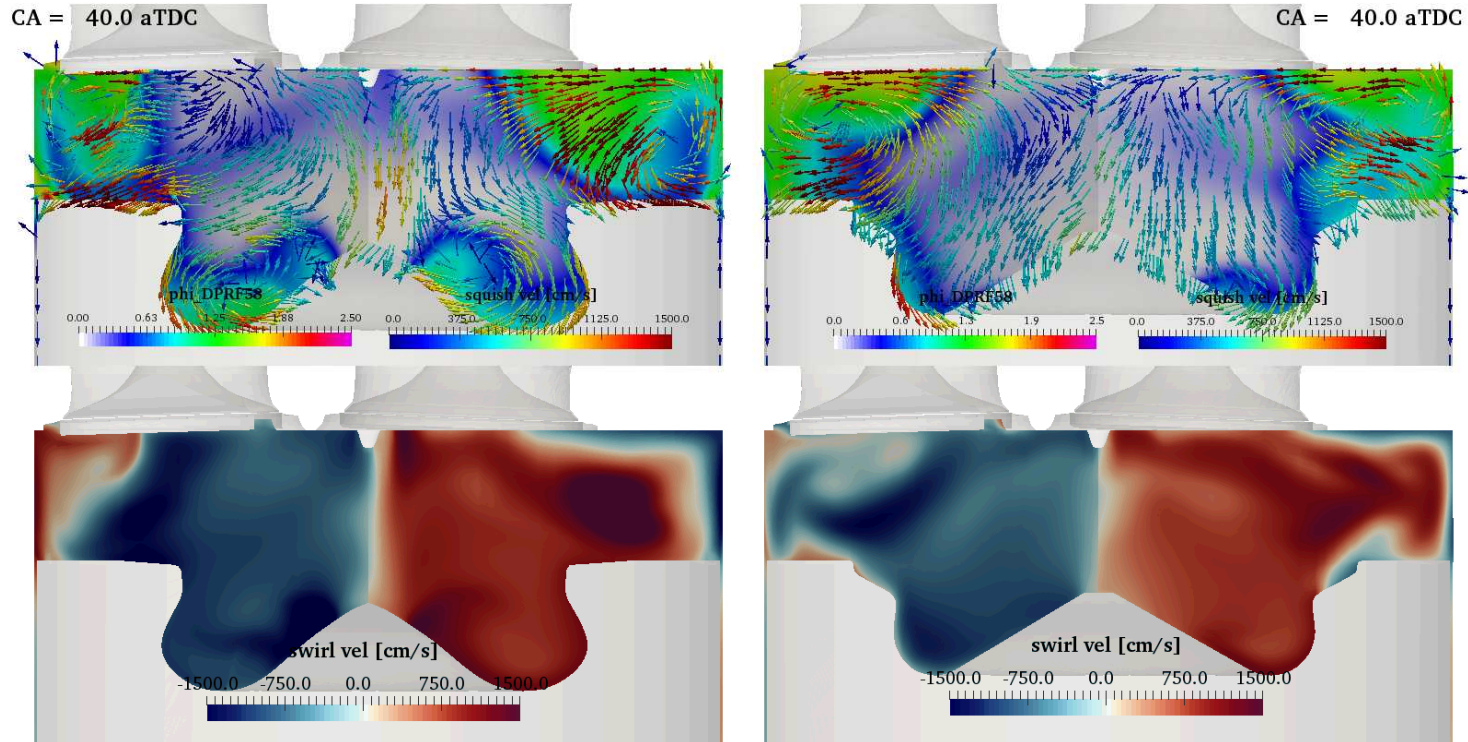 CA = 40.0 aTDC
CA = 40.0 aTDC
phi_DPRF58
squish vel [cm/s]
0.00 0.63 1.25 1.88 2.50
0.0 375.0 750.0 1125.0 1500.0
phi_DPRF58
squish vel [cm/s]
0.0 0.6 1.3 1.9 2.5
0.0 375.0 750.0 1125.0 1500.0
swirl vel [cm/s]
-1500.0 -750.0 0.0 750.0 1500.0
swirl vel [cm/s]
-1500.0 -750.0 0.0 750.0 1500.0